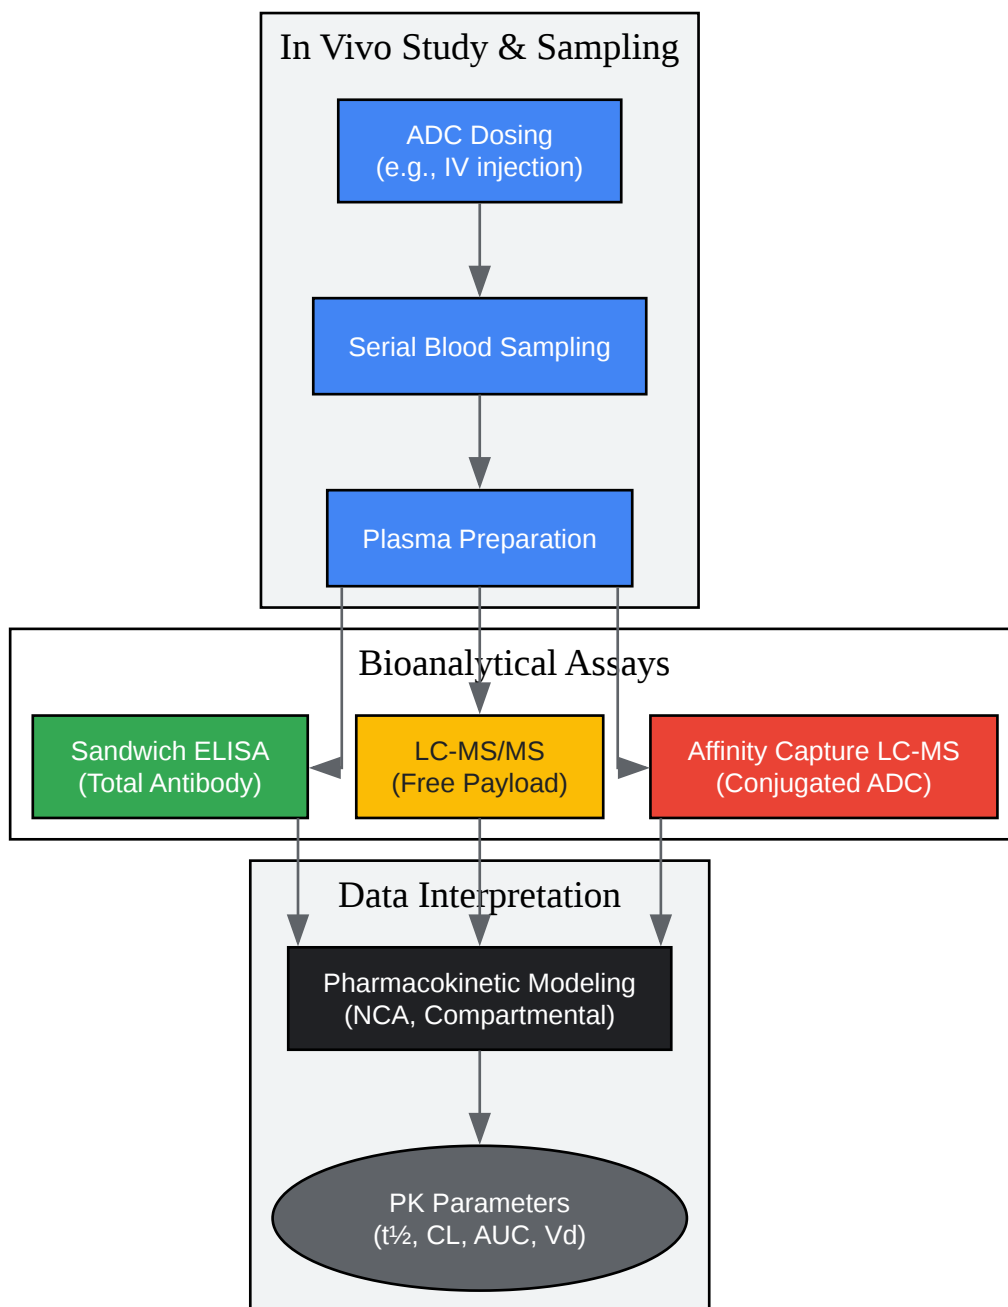 In Vivo Study & Sampling
ADC Dosing
(e.g., IV injection)
Serial Blood Sampling
Plasma Preparation
Bioanalytical Assays
Sandwich ELISA
(Total Antibody)
LC-MS/MS
(Free Payload)
Affinity Capture LC-MS
(Conjugated ADC)
Data Interpretation
Pharmacokinetic Modeling
(NCA, Compartmental)
PK Parameters
(t½, CL, AUC, Vd)